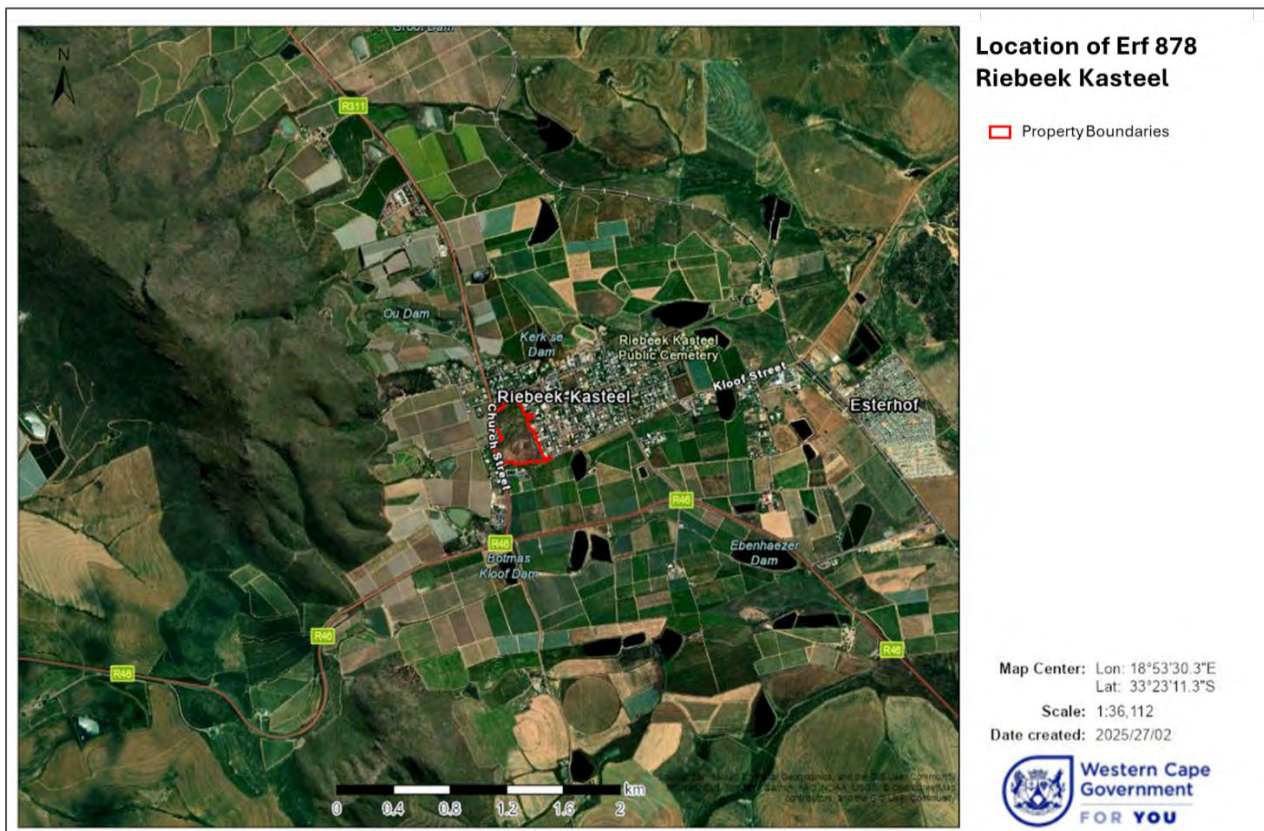 Groot Dam
N
R311
Ou Dam
Kerk se
Dam
Riebeek Kasteel
Public Cemetery
Kloof Street
Riebeek-Kasteel
Esterhof
Church Street
R46
R46
Botmas
Kloof Dam
Ebenhaezer
Dam
R46
R46
R46
km
0 0.4 0.8 1.2 1.6 2
Location of Erf 878
Riebeek Kasteel
Property Boundaries
Map Center: Lon: 18°53'30.3"E
Lat: 33°23'11.3"S
Scale: 1:36,112
Date created: 2025/27/02
Western Cape
Government
FOR YOU